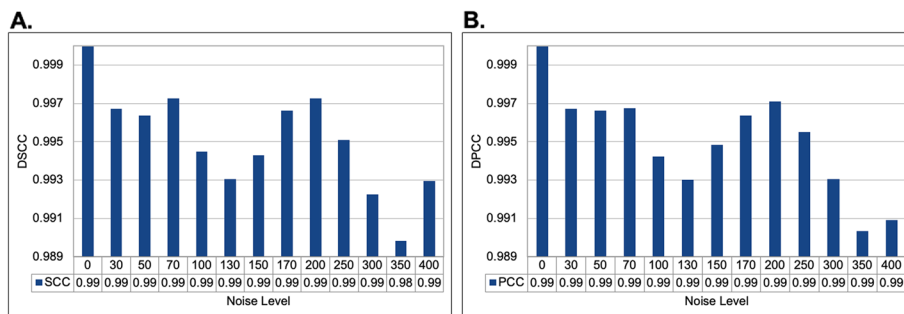 A.
0.999
0.997
0.995
0.993
0.991
0.989
DSCC
0 30 50 70 100 130 150 170 200 250 300 350 400
SCC 0.99 0.99 0.99 0.99 0.99 0.99 0.99 0.99 0.99 0.99 0.99 0.98 0.99
Noise Level
B.
0.999
0.997
0.995
0.993
0.991
0.989
DPCC
0 30 50 70 100 130 150 170 200 250 300 350 400
PCC 0.99 0.99 0.99 0.99 0.99 0.99 0.99 0.99 0.99 0.99 0.99 0.99 0.99
Noise Level